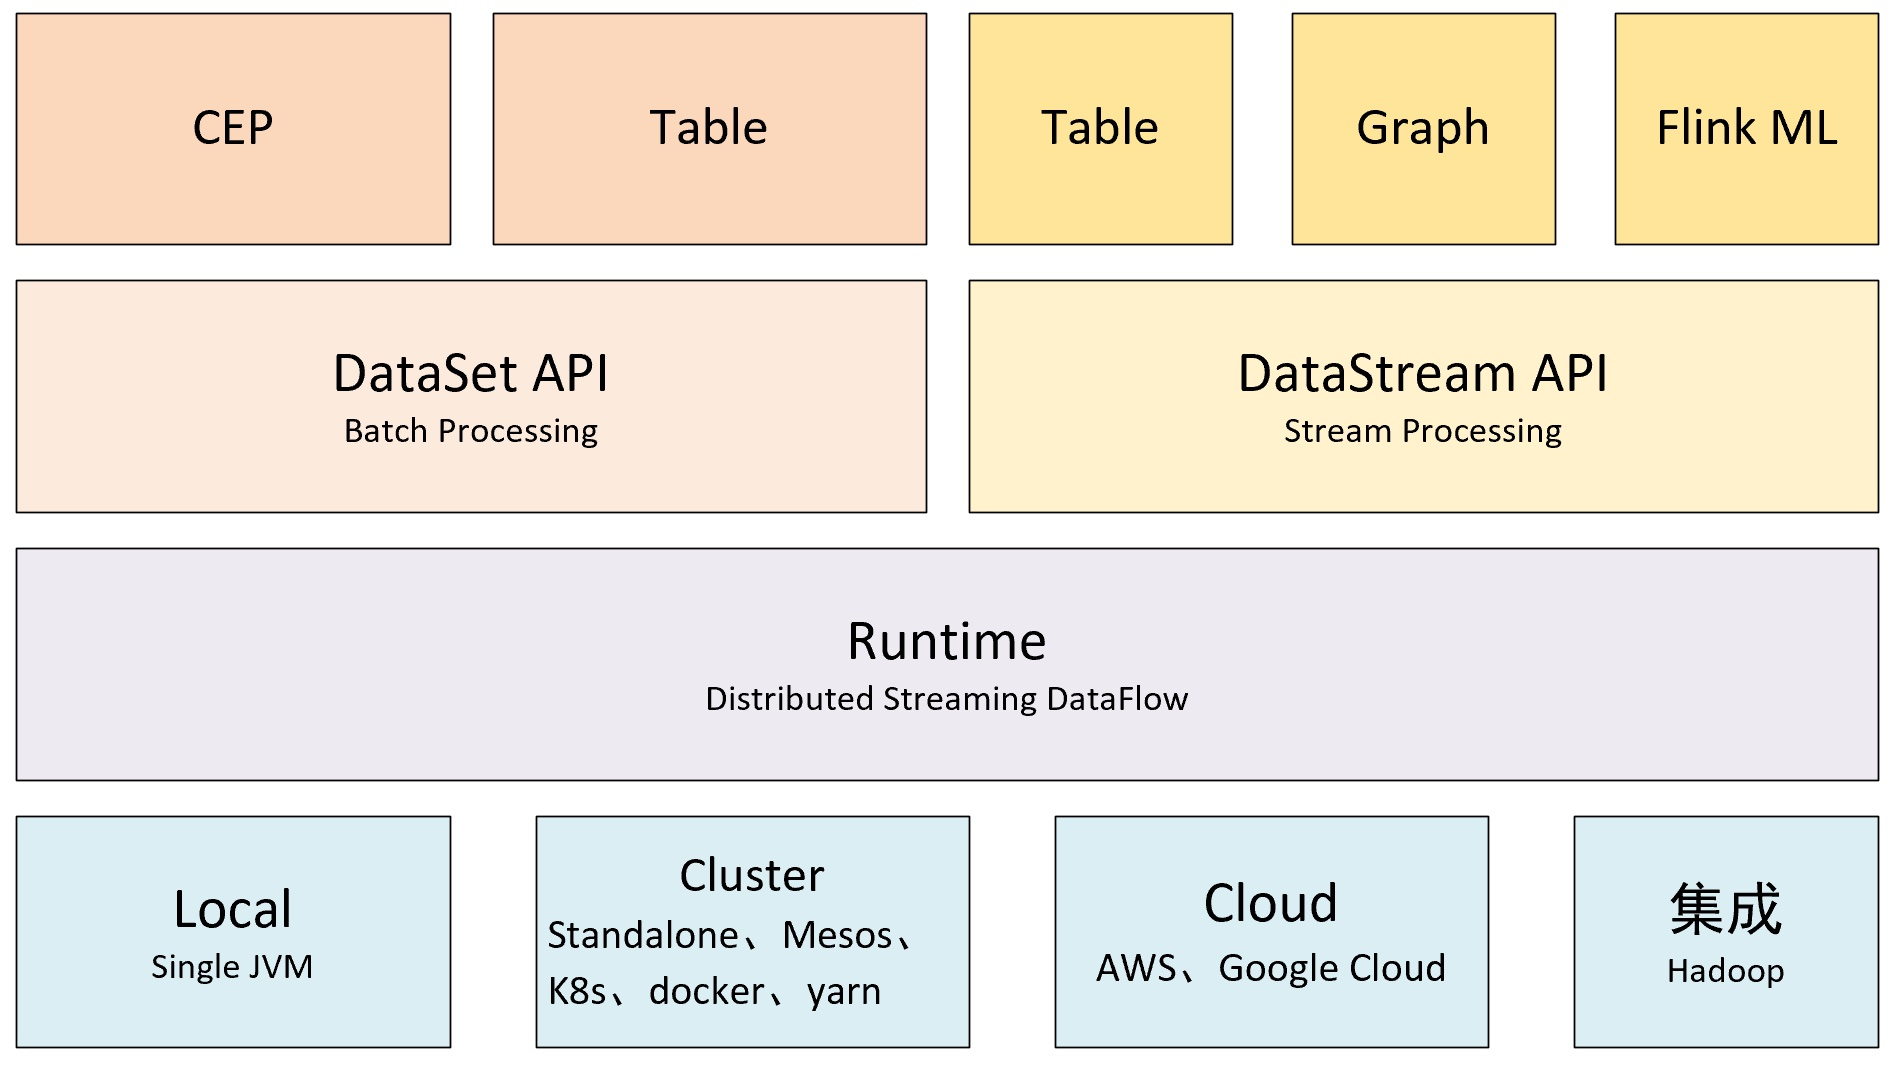 CEP
Table
Table
Graph
Flink ML
DataSet API
Batch Processing
DataStream API
Stream Processing
Runtime
Distributed Streaming DataFlow
Local
Single JVM
Cluster
Standalone、Mesos、
K8s、docker、yarn
Cloud
AWS、Google Cloud
集成
Hadoop